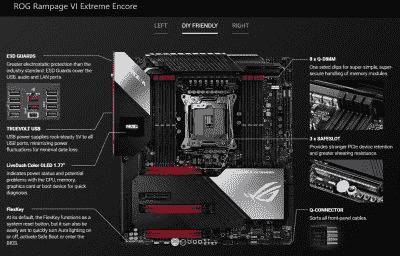 ROG Rampage VI Extreme Encore
LEFT
DIY FRIENDLY
RIGHT
ESD GUARDS
Greater electrostatic protection than the
industry standard. ESD Guards cover the
USB, audio and LAN ports.
TRUEVOLT USB
USB power supplies rock-steady 5V to all
USB ports, minimizing power
fluctuations for minimal data loss.
LiveDash Color OLED 1.77"
Indicates power status and potential
problems with the CPU, memory,
graphics card or boot device for quick
diagnoses.
FlexKey
At its default, the FlexKey functions as a
system reset button, but it can also be
easily set to quickly turn Aura lighting on
or off, activate Safe Boot or enter the
BIOS.
8 x Q-DIMM
One sided clips for super-simple, super-
secure handling of memory modules.
3 x SAFESLOT
Provides stronger PCIe device retention
and greater shearing resistance.
Q-CONNECTOR
Sorts all front-panel cables.